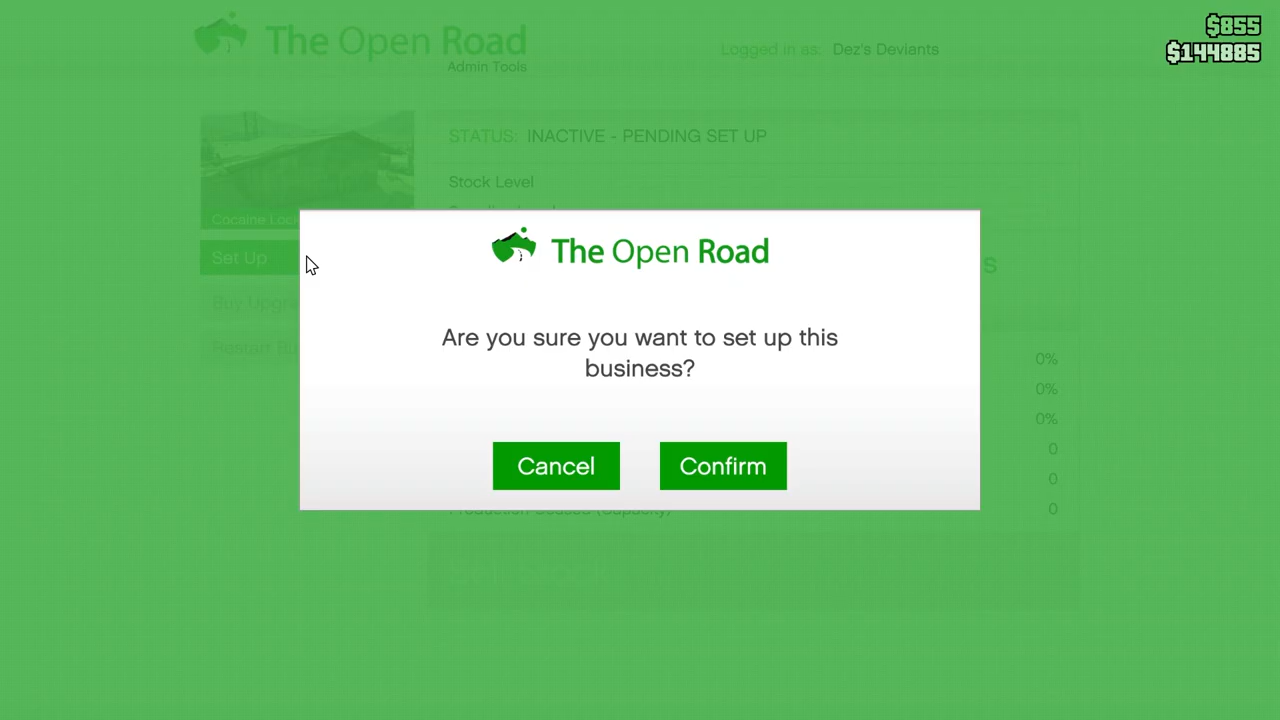 $855
The Open Road
Admin Tools
Logged in as: Dez's Deviants
$144885
STATUS: INACTIVE - PENDING SET UP
Stock Level
Set Up
The Open Road
Are you sure you want to set up this
business?
0%
0%
0%
0
0
0
Cancel
Confirm